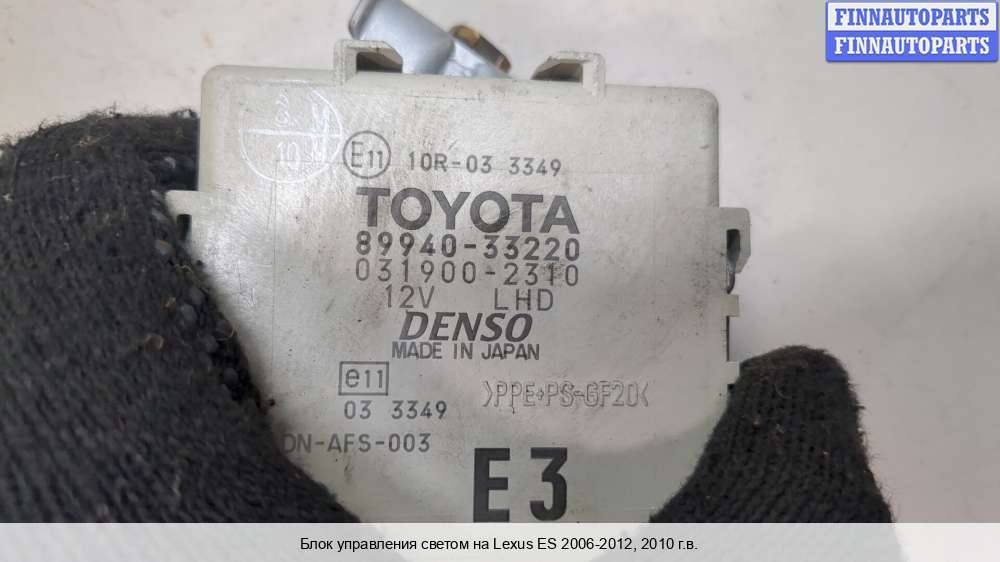 FINNAUTOPARTS
FINNAUTOPARTS
E11 10R-03 3349
TOYOTA
89940-33220
031900-2310
12V LHD
DENSO
MADE IN JAPAN
e11
>PPE+PS-GF20<
03 3349
DN-AFS-003
E3
Блок управления светом на Lexus ES 2006-2012, 2010 г.в.